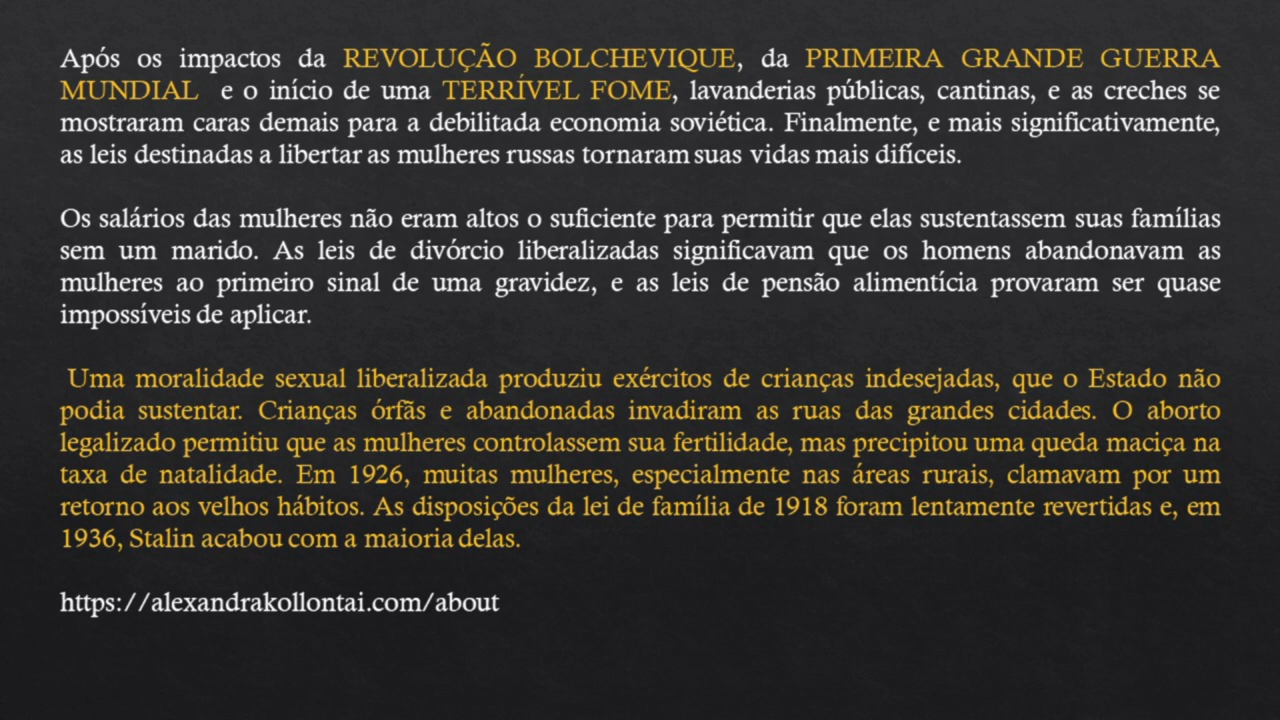 Após os impactos da REVOLUÇÃO BOLCHEVIQUE, da PRIMEIRA GRANDE GUERRA
MUNDIAL e o início de uma TERRÍVEL FOME, lavanderias públicas, cantinas, e as creches se
mostraram caras demais para a debilitada economia soviética. Finalmente, e mais significativamente,
as leis destinadas a libertar as mulheres russas tornaram suas vidas mais difíceis.
Os salários das mulheres não eram altos o suficiente para permitir que elas sustentassem suas famílias
sem um marido. As leis de divórcio liberalizadas significavam que os homens abandonavam as
mulheres ao primeiro sinal de uma gravidez, e as leis de pensão alimentícia provaram ser quase
impossíveis de aplicar.
Uma moralidade sexual liberalizada produziu exércitos de crianças indesejadas, que o Estado não
podia sustentar. Crianças órfãs e abandonadas invadiram as ruas das grandes cidades. O aborto
legalizado permitiu que as mulheres controlassem sua fertilidade, mas precipitou uma queda maciça na
taxa de natalidade. Em 1926, muitas mulheres, especialmente nas áreas rurais, clamavam por um
retorno aos velhos hábitos. As disposições da lei de família de 1918 foram lentamente revertidas e, em
1936, Stalin acabou com a maioria delas.
https://alexandrakollontai.com/about